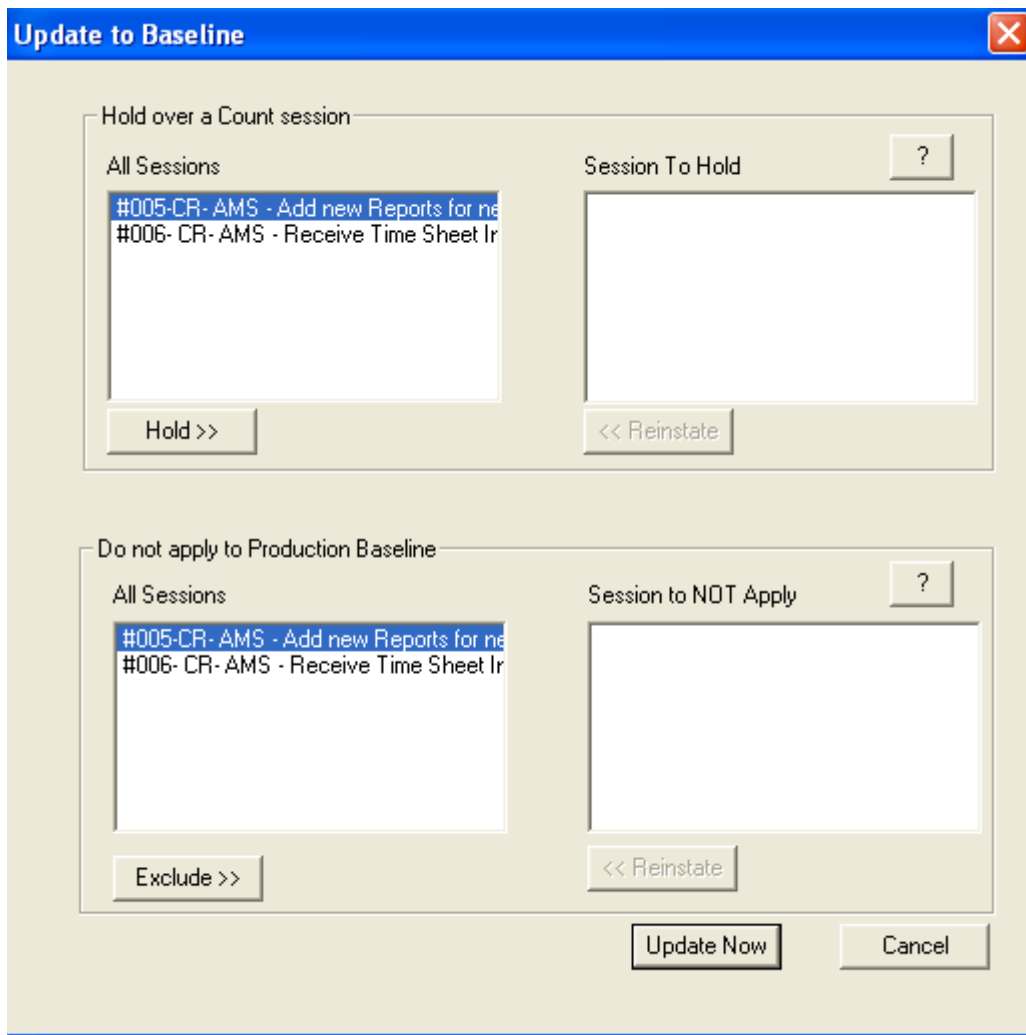 Update to Baseline
Hold over a Count session
?
All Sessions
Session To Hold
#005-CR- AMS - Add new Reports for ne
#006- CR- AMS - Receive Time Sheet Ir
Hold >>
<< Reinstate
Do not apply to Production Baseline
?
All Sessions
Session to NOT Apply
#005-CR- AMS - Add new Reports for ne
#006- CR- AMS - Receive Time Sheet Ir
Exclude >>
<< Reinstate
Update Now
Cancel